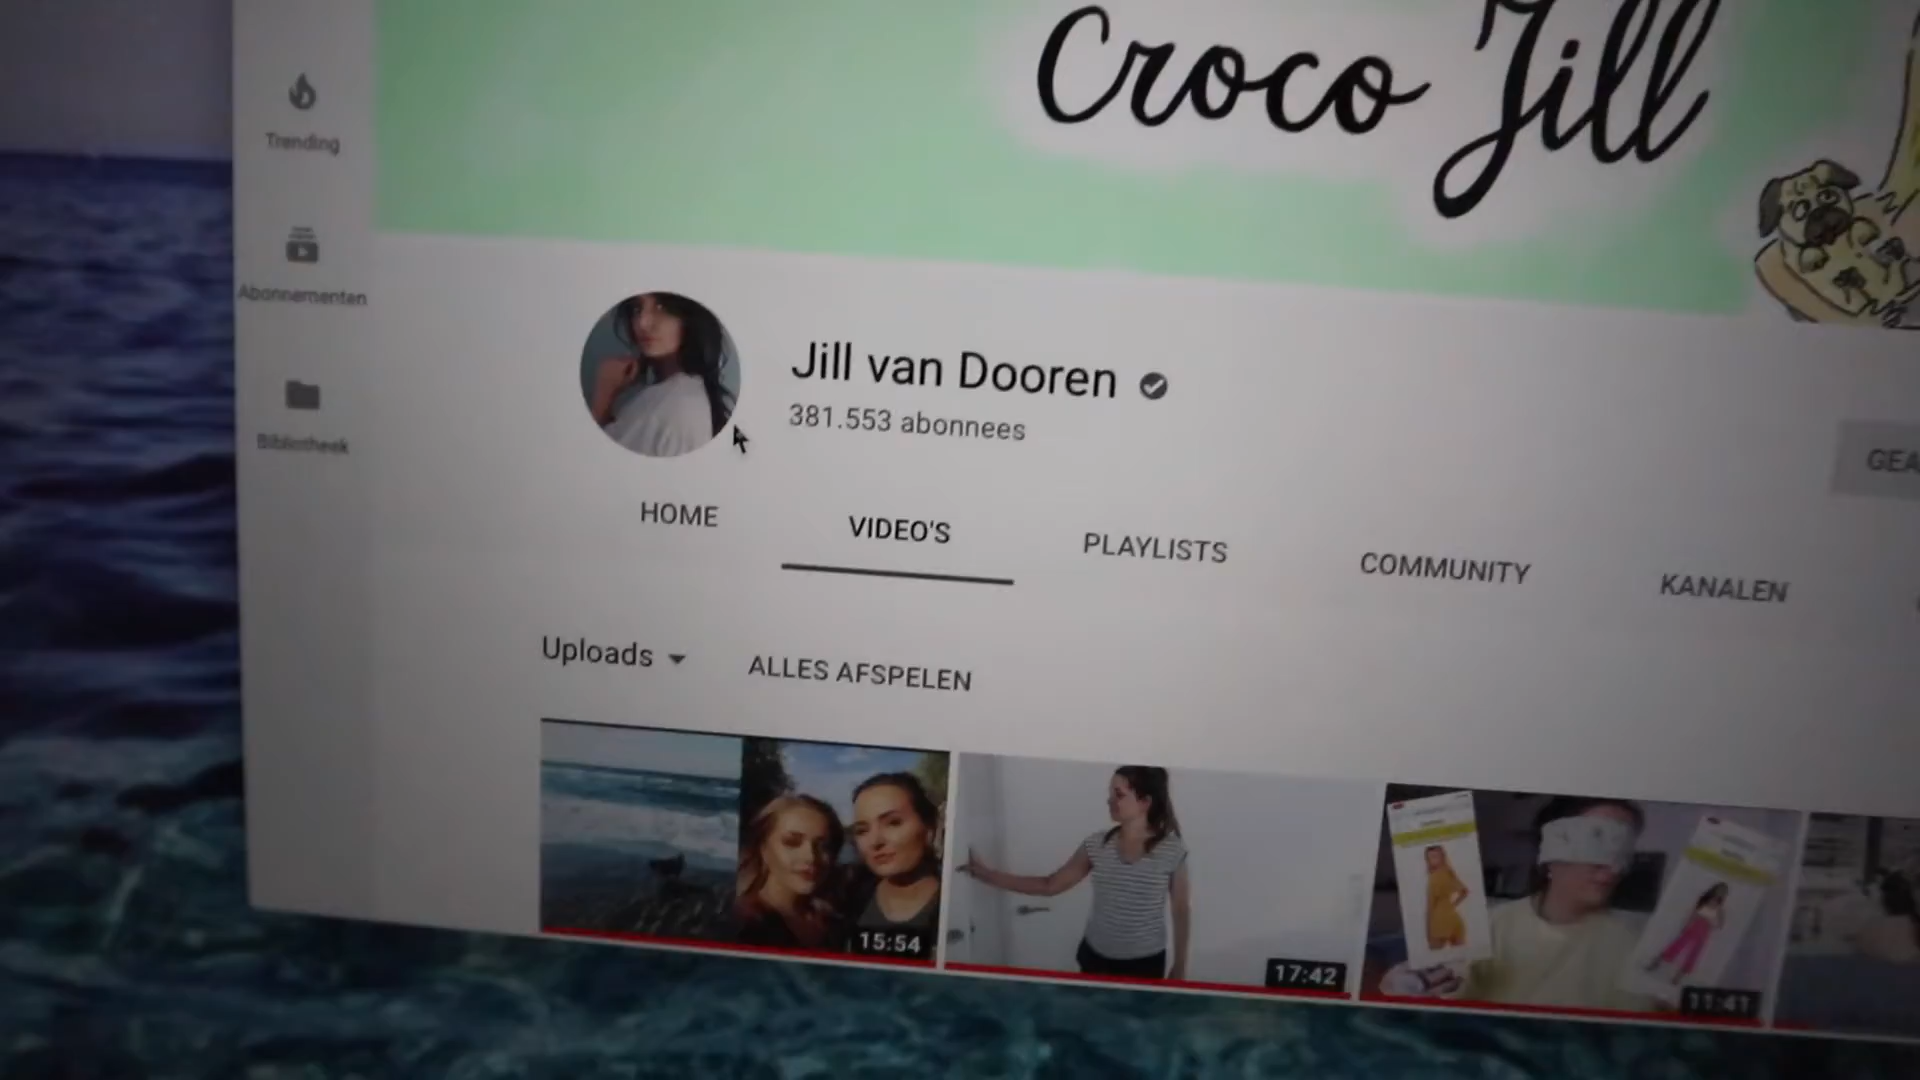 Croco Jill
Trending
Abonnementen
Bibliotheek
Jill van Dooren
381.553 abonnees
HOME
VIDEO'S
PLAYLISTS
COMMUNITY
KANALEN
Uploads
ALLES AFSPELEN
15:54
17:42
11:41